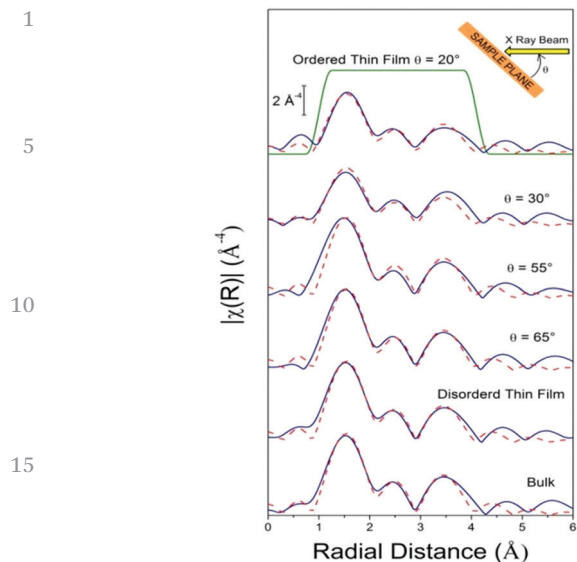 1
5
10
15
X Ray Beam
SAMPLE PLANE
θ
Ordered Thin Film θ = 20°
2 Å-4
θ = 30°
θ = 55°
θ = 65°
Disorderd Thin Film
Bulk
|χ(R)| (Å-4)
0 1 2 3 4 5 6
Radial Distance (Å)